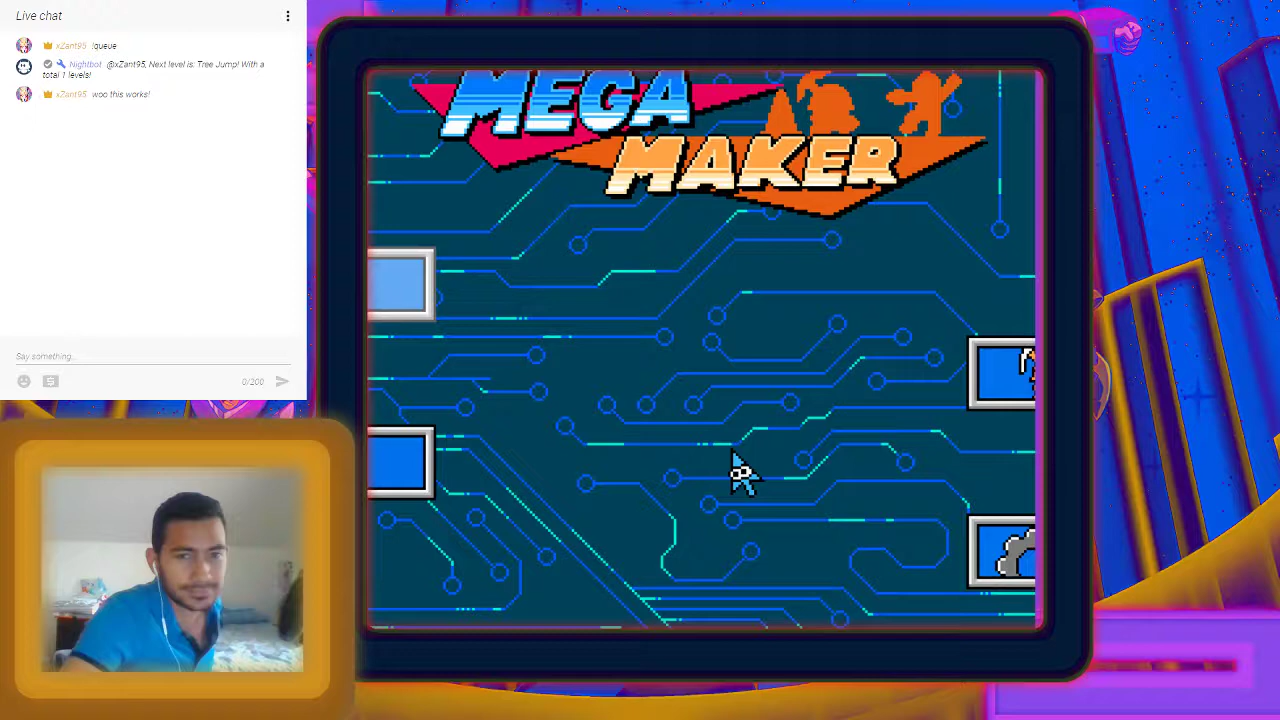 Live chat
xZant95 !queue
Nightbot @xZant95, Next level is: Tree Jump! With a
total 1 levels!
xZant95 woo this works!
Say something...
0/200
MEGA
MAKER